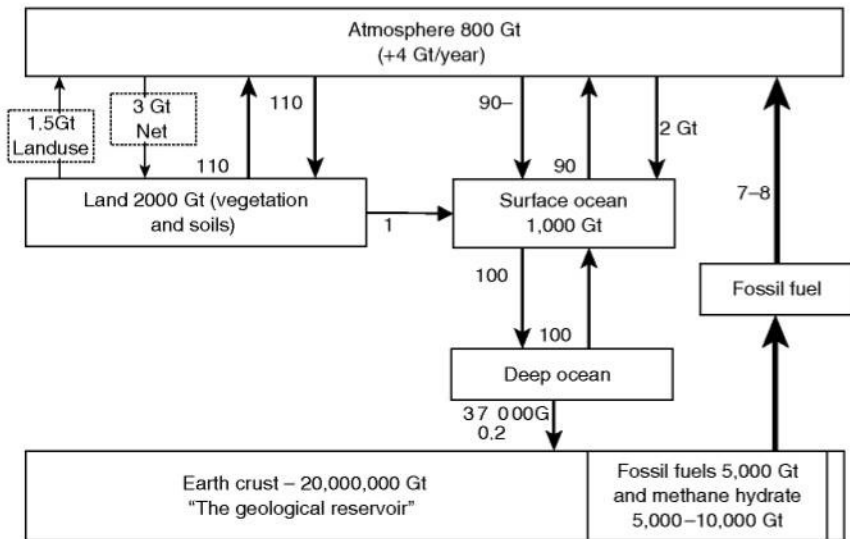 Atmosphere 800 Gt
(+4 Gt/year)
1.5Gt
Landuse
3 Gt
Net
110
110
90–
90
2 Gt
7–8
Land 2000 Gt (vegetation
and soils)
1
Surface ocean
1,000 Gt
Fossil fuel
100
100
Deep ocean
37 000G
0.2
Earth crust – 20,000,000 Gt
“The geological reservoir”
Fossil fuels 5,000 Gt
and methane hydrate
5,000–10,000 Gt